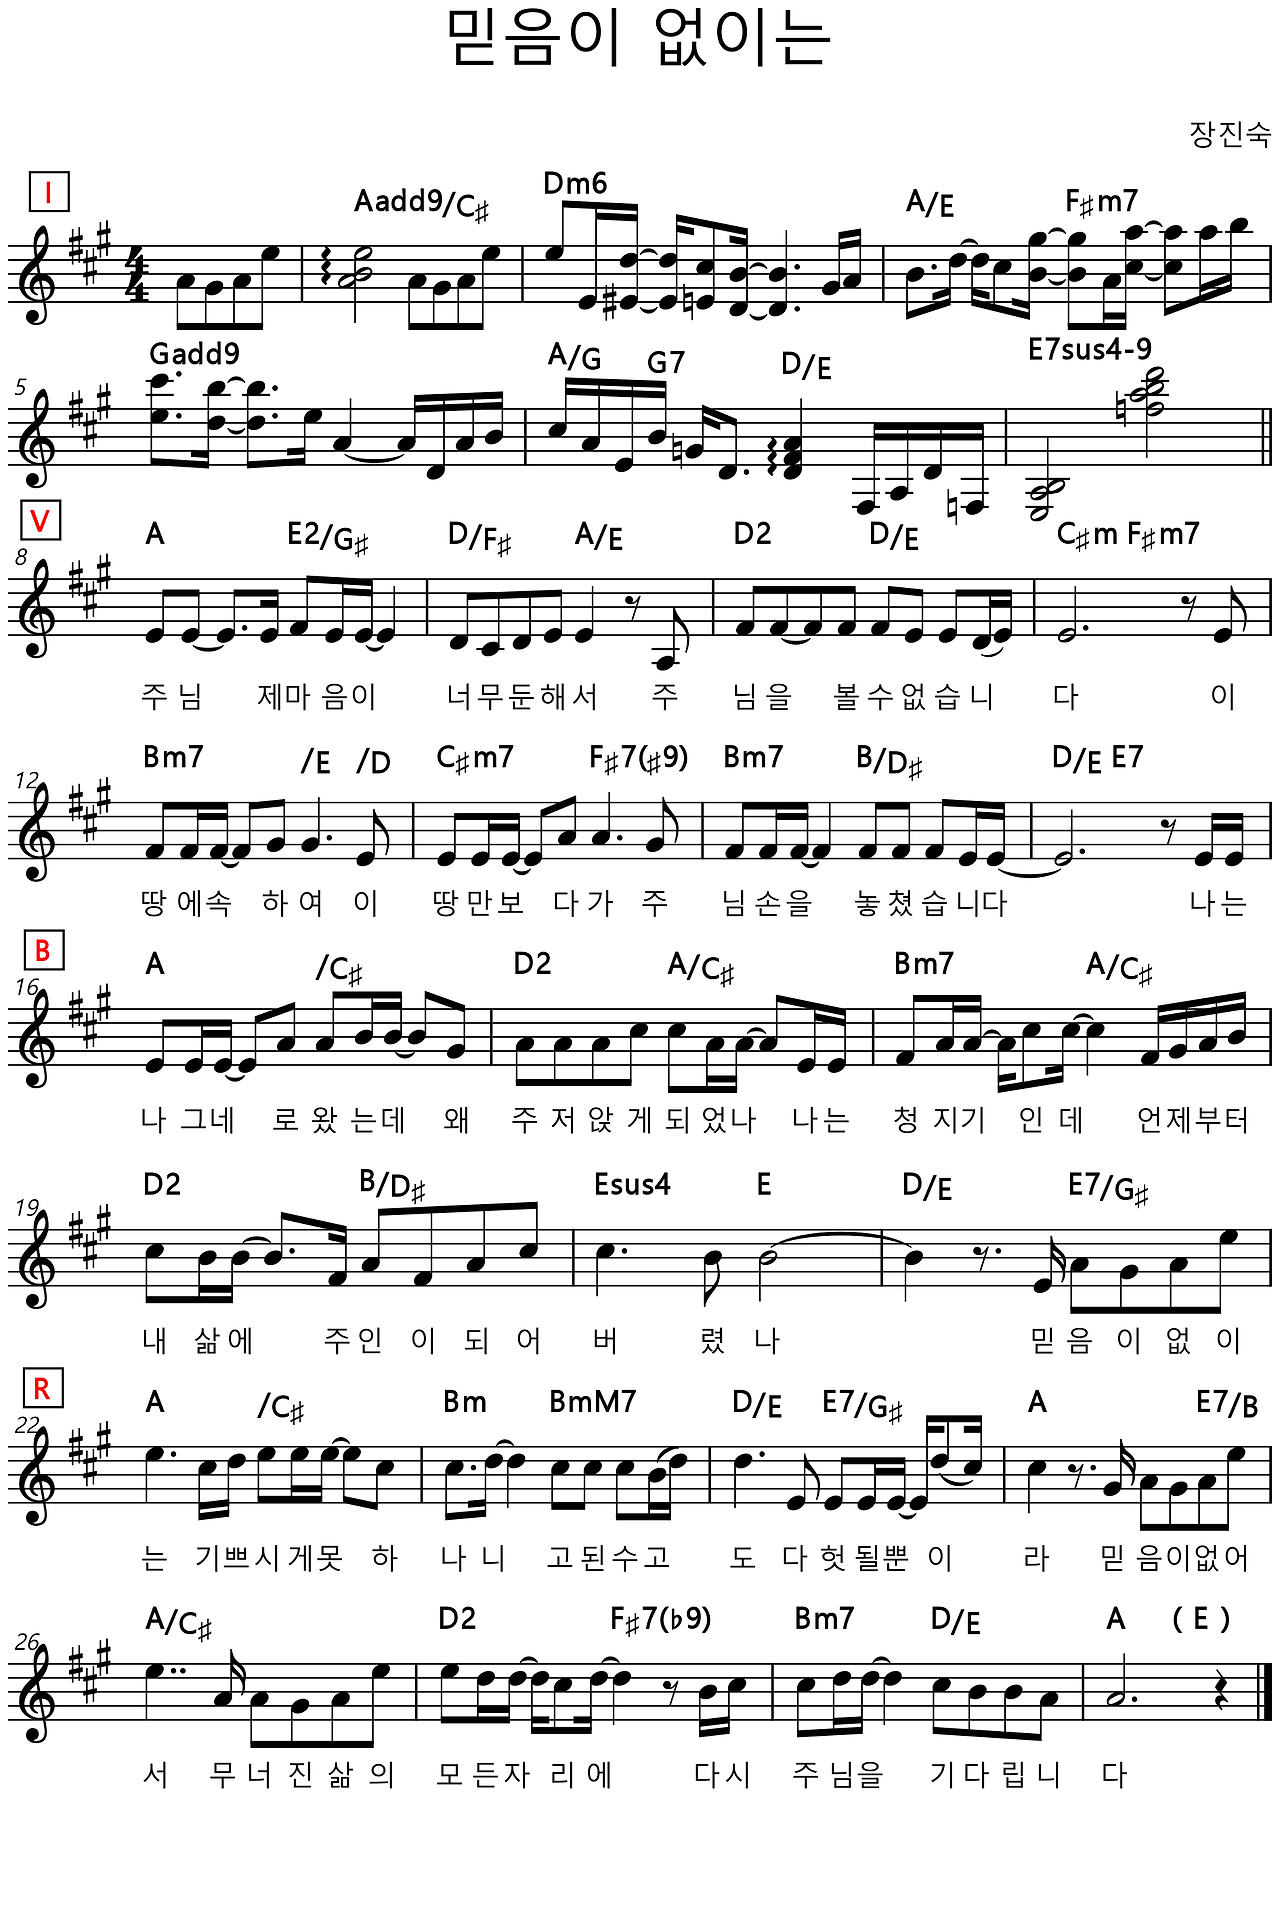 믿음이 없이는
장진숙
I
Aadd9/C♯ Dm6 A/E F♯m7
4
4
Gadd9 A/G G7 D/E E7sus4-9
5
V
A E2/G♯ D/F♯ A/E D2 D/E C♯m F♯m7
8
주 님 제마 음이 너무둔해서 주 님을 볼수없습니 다 이
Bm7 /E /D C♯m7 F♯7(♯9) Bm7 B/D♯ D/E E7
12
땅 에속 하여 이 땅만보 다가 주 님손을 놓쳤습니다 나는
B
A /C♯ D2 A/C♯ Bm7 A/C♯
16
나 그네 로왔는데 왜 주저앉게되었나 나는 청 지기 인데 언제부터
D2 B/D♯ Esus4 E D/E E7/G♯
19
내 삶에 주인이되어 버 렸나 믿음이없이
R
A /C♯ Bm BmM7 D/E E7/G♯ A E7/B
22
는 기쁘시게못 하 나니 고된수고 도 다헛될뿐 이 라 믿 음이없어
A/C♯ D2 F♯7(♭9) Bm7 D/E A ( E )
26
서 무너진삶의 모든자 리에 다시 주님을 기다립니 다